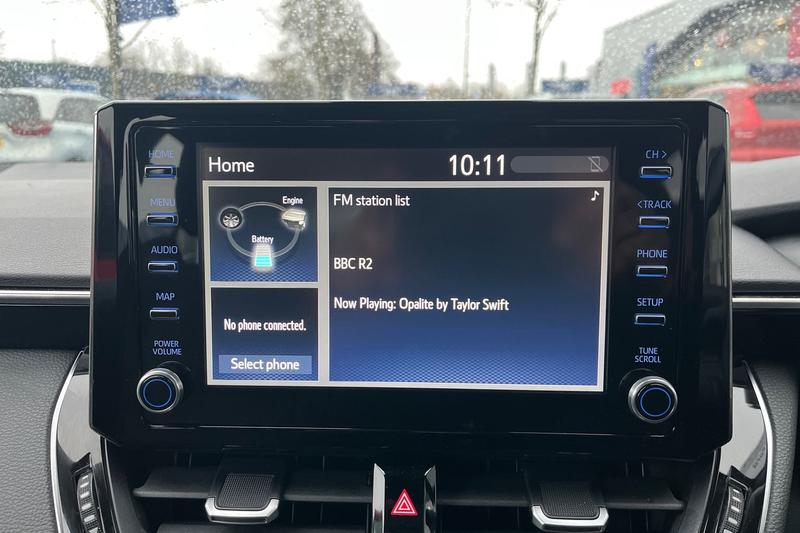 HOME
MENU
AUDIO
MAP
POWER
VOLUME
Home
10:11
Engine
Battery
No phone connected.
Select phone
FM station list
BBC R2
Now Playing: Opalite by Taylor Swift
CH >
<TRACK
PHONE
SETUP
TUNE
SCROLL